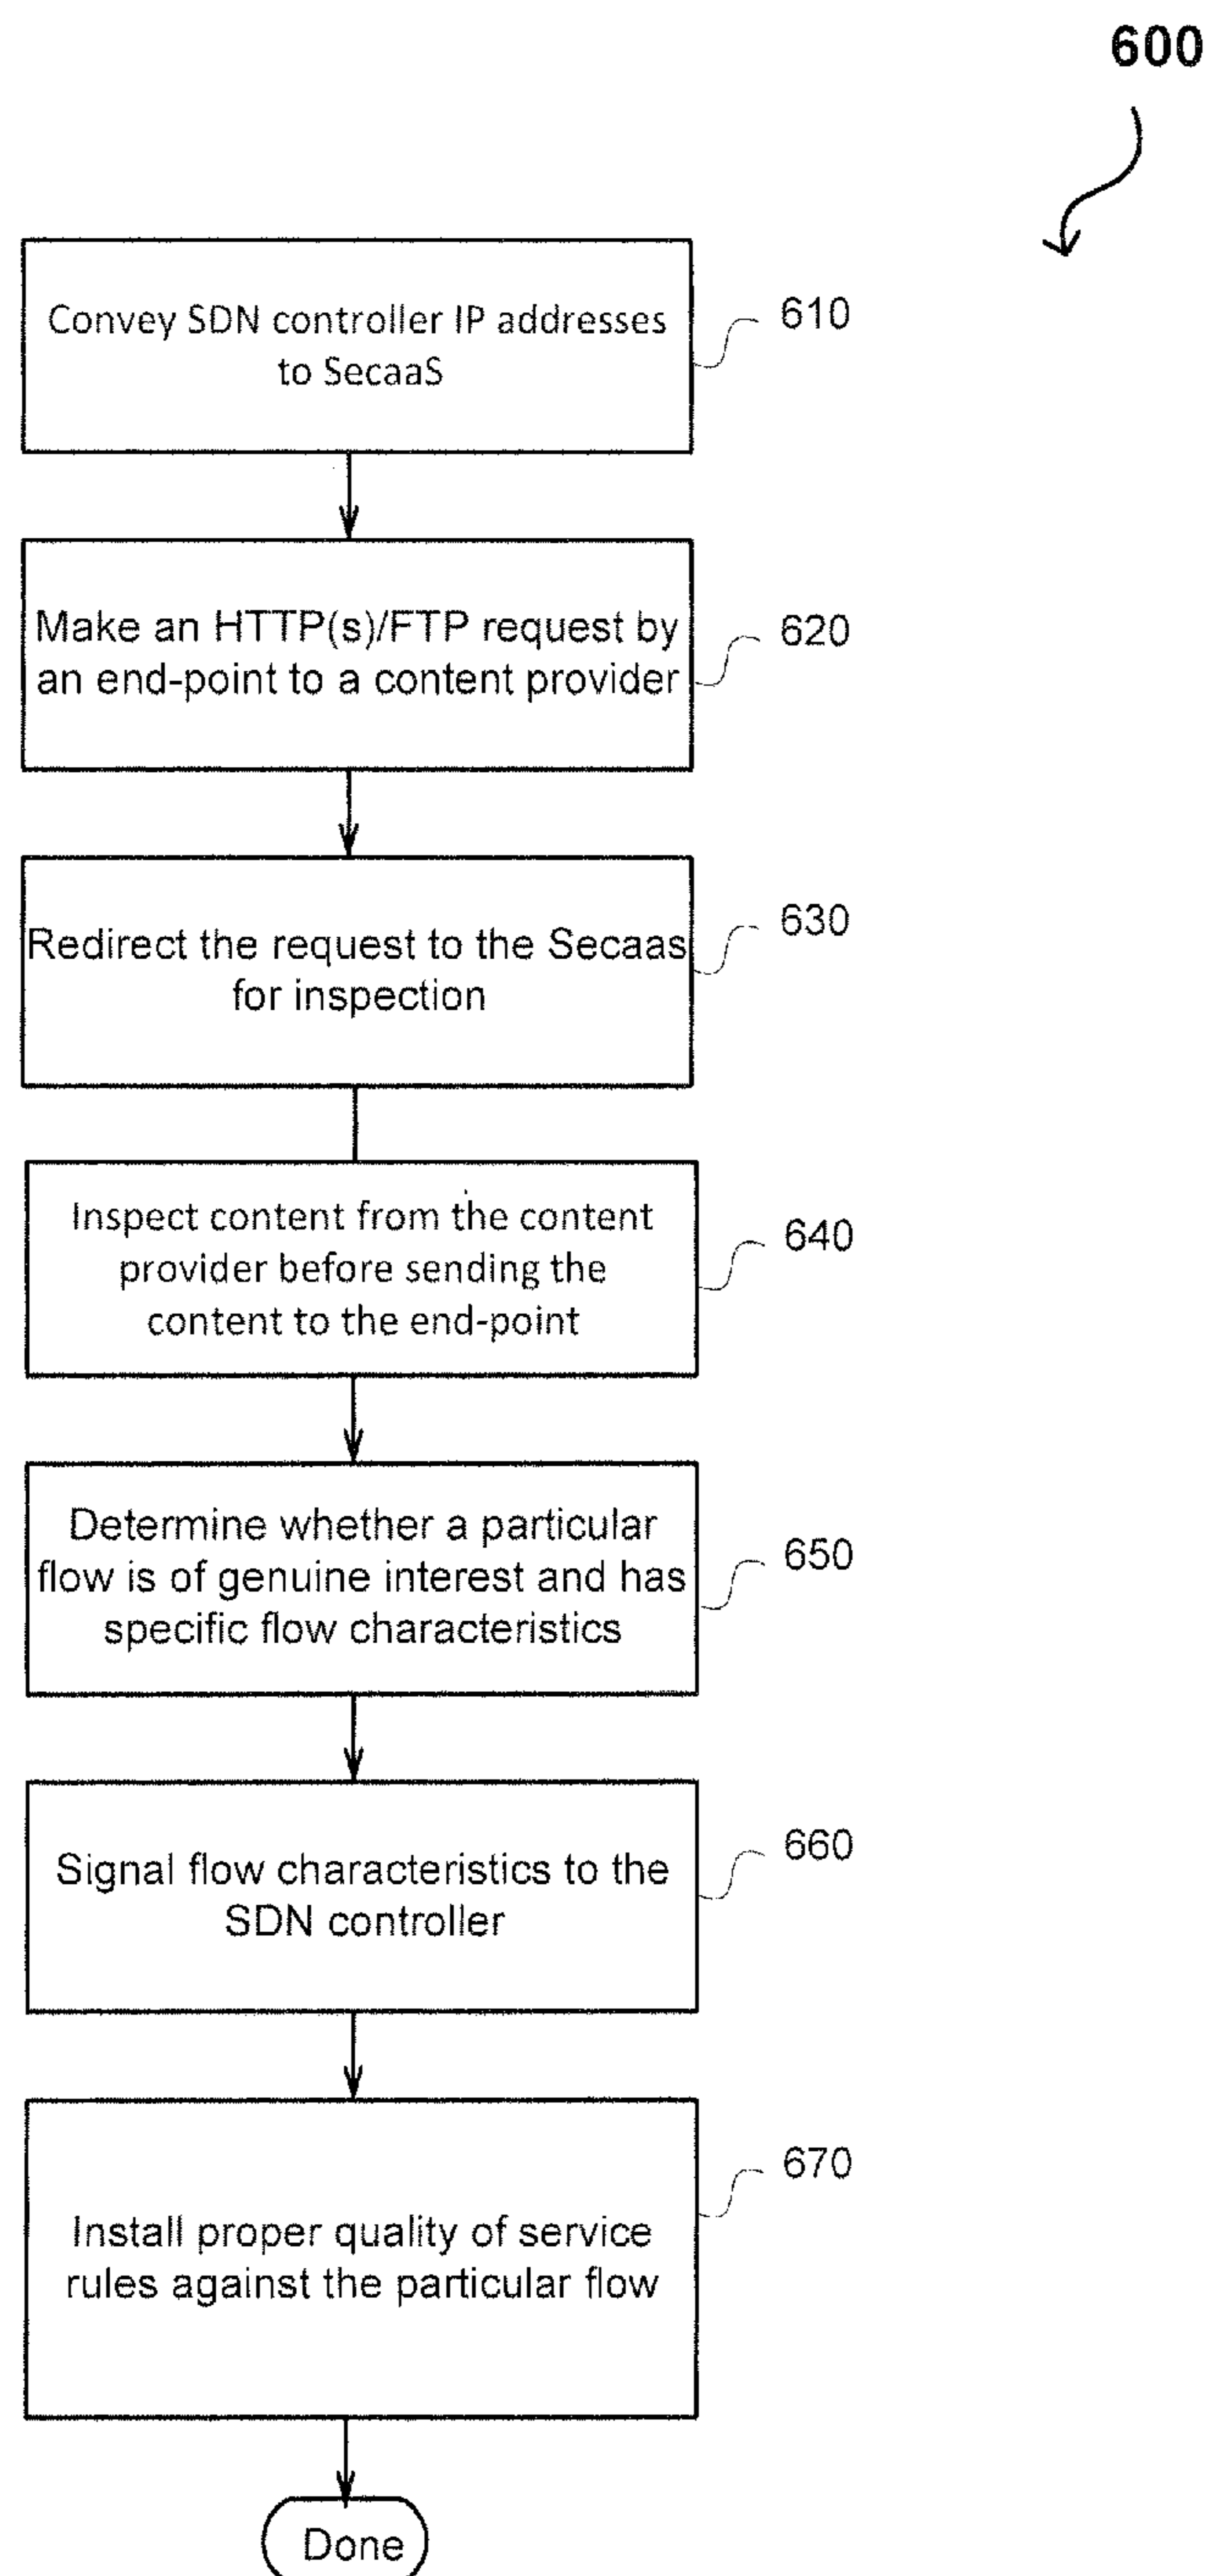 600
Convey SDN controller IP addresses
to SecaaS
610
Make an HTTP(s)/FTP request by
an end-point to a content provider
620
Redirect the request to the Secaas
for inspection
630
Inspect content from the content
provider before sending the
content to the end-point
640
Determine whether a particular
flow is of genuine interest and has
specific flow characteristics
650
Signal flow characteristics to the
SDN controller
660
Install proper quality of service
rules against the particular flow
670
Done